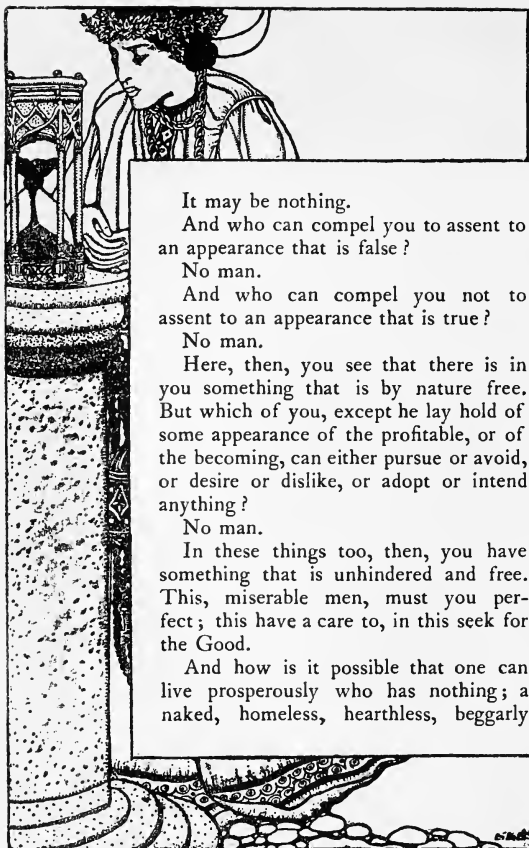 It may be nothing.
And who can compel you to assent to
an appearance that is false?
No man.
And who can compel you not to
assent to an appearance that is true?
No man.
Here, then, you see that there is in
you something that is by nature free.
But which of you, except he lay hold of
some appearance of the profitable, or of
the becoming, can either pursue or avoid,
or desire or dislike, or adopt or intend
anything?
No man.
In these things too, then, you have
something that is unhindered and free.
This, miserable men, must you per-
fect; this have a care to, in this seek for
the Good.
And how is it possible that one can
live prosperously who has nothing; a
naked, homeless, hearthless, beggarly